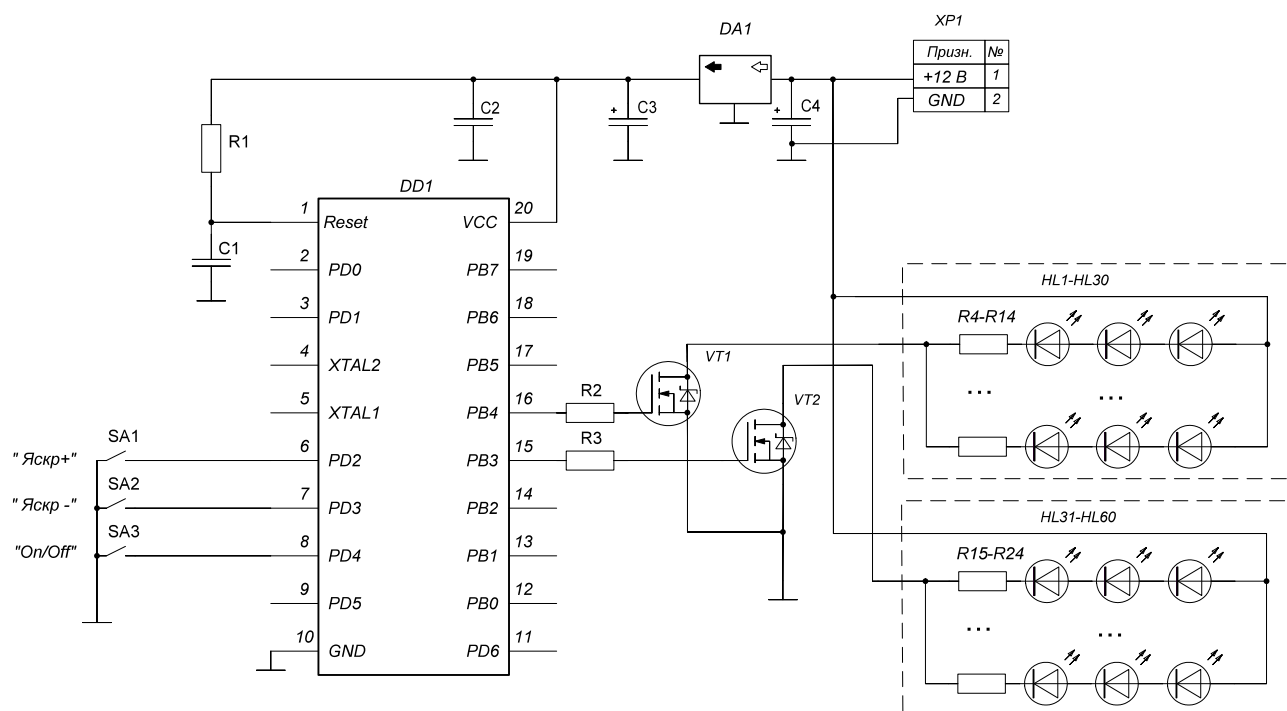 XP1
DA1
Призн. №
+12 В 1
GND 2
C2
+ C3
+ C4
R1
DD1
1 Reset VCC 20
C1
2 PD0 PB7 19
3 PD1 PB6 18
4 XTAL2 PB5 17
5 XTAL1 PB4 16
6 PD2 PB3 15
7 PD3 PB2 14
8 PD4 PB1 13
9 PD5 PB0 12
10 GND PD6 11
" Яскр+" SA1
" Яскр -" SA2
"On/Off" SA3
R2
R3
VT1
VT2
HL1-HL30
R4-R14
...
...
HL31-HL60
R15-R24
...
...